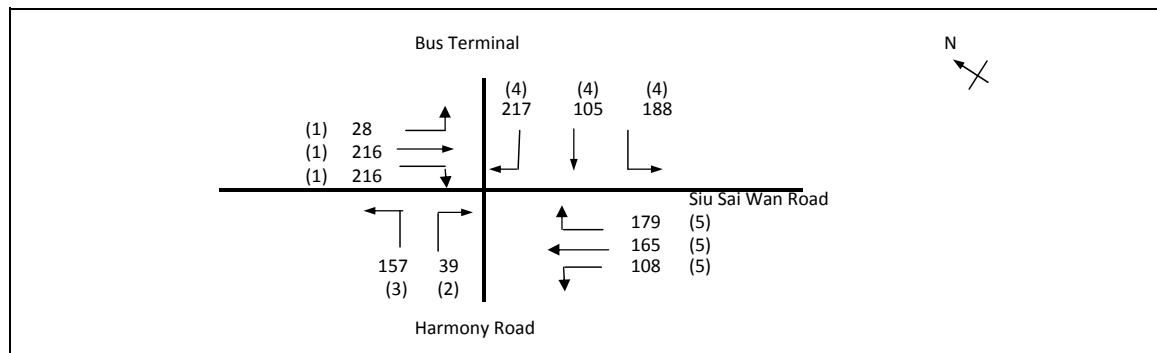 Bus Terminal
N
(4) (4) (4)
217 105 188
(1) 28
(1) 216
(1) 216
Siu Sai Wan Road
179 (5)
165 (5)
108 (5)
157 39
(3) (2)
Harmony Road